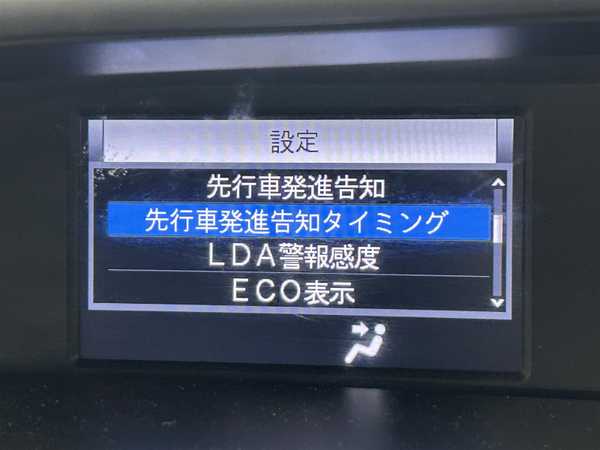 設定
先行車発進告知
先行車発進告知タイミング
LDA警報感度
ECO表示